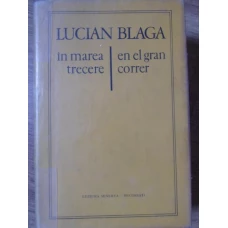 LUCIAN BLAGA
în marea | en el gran
trecere | correr